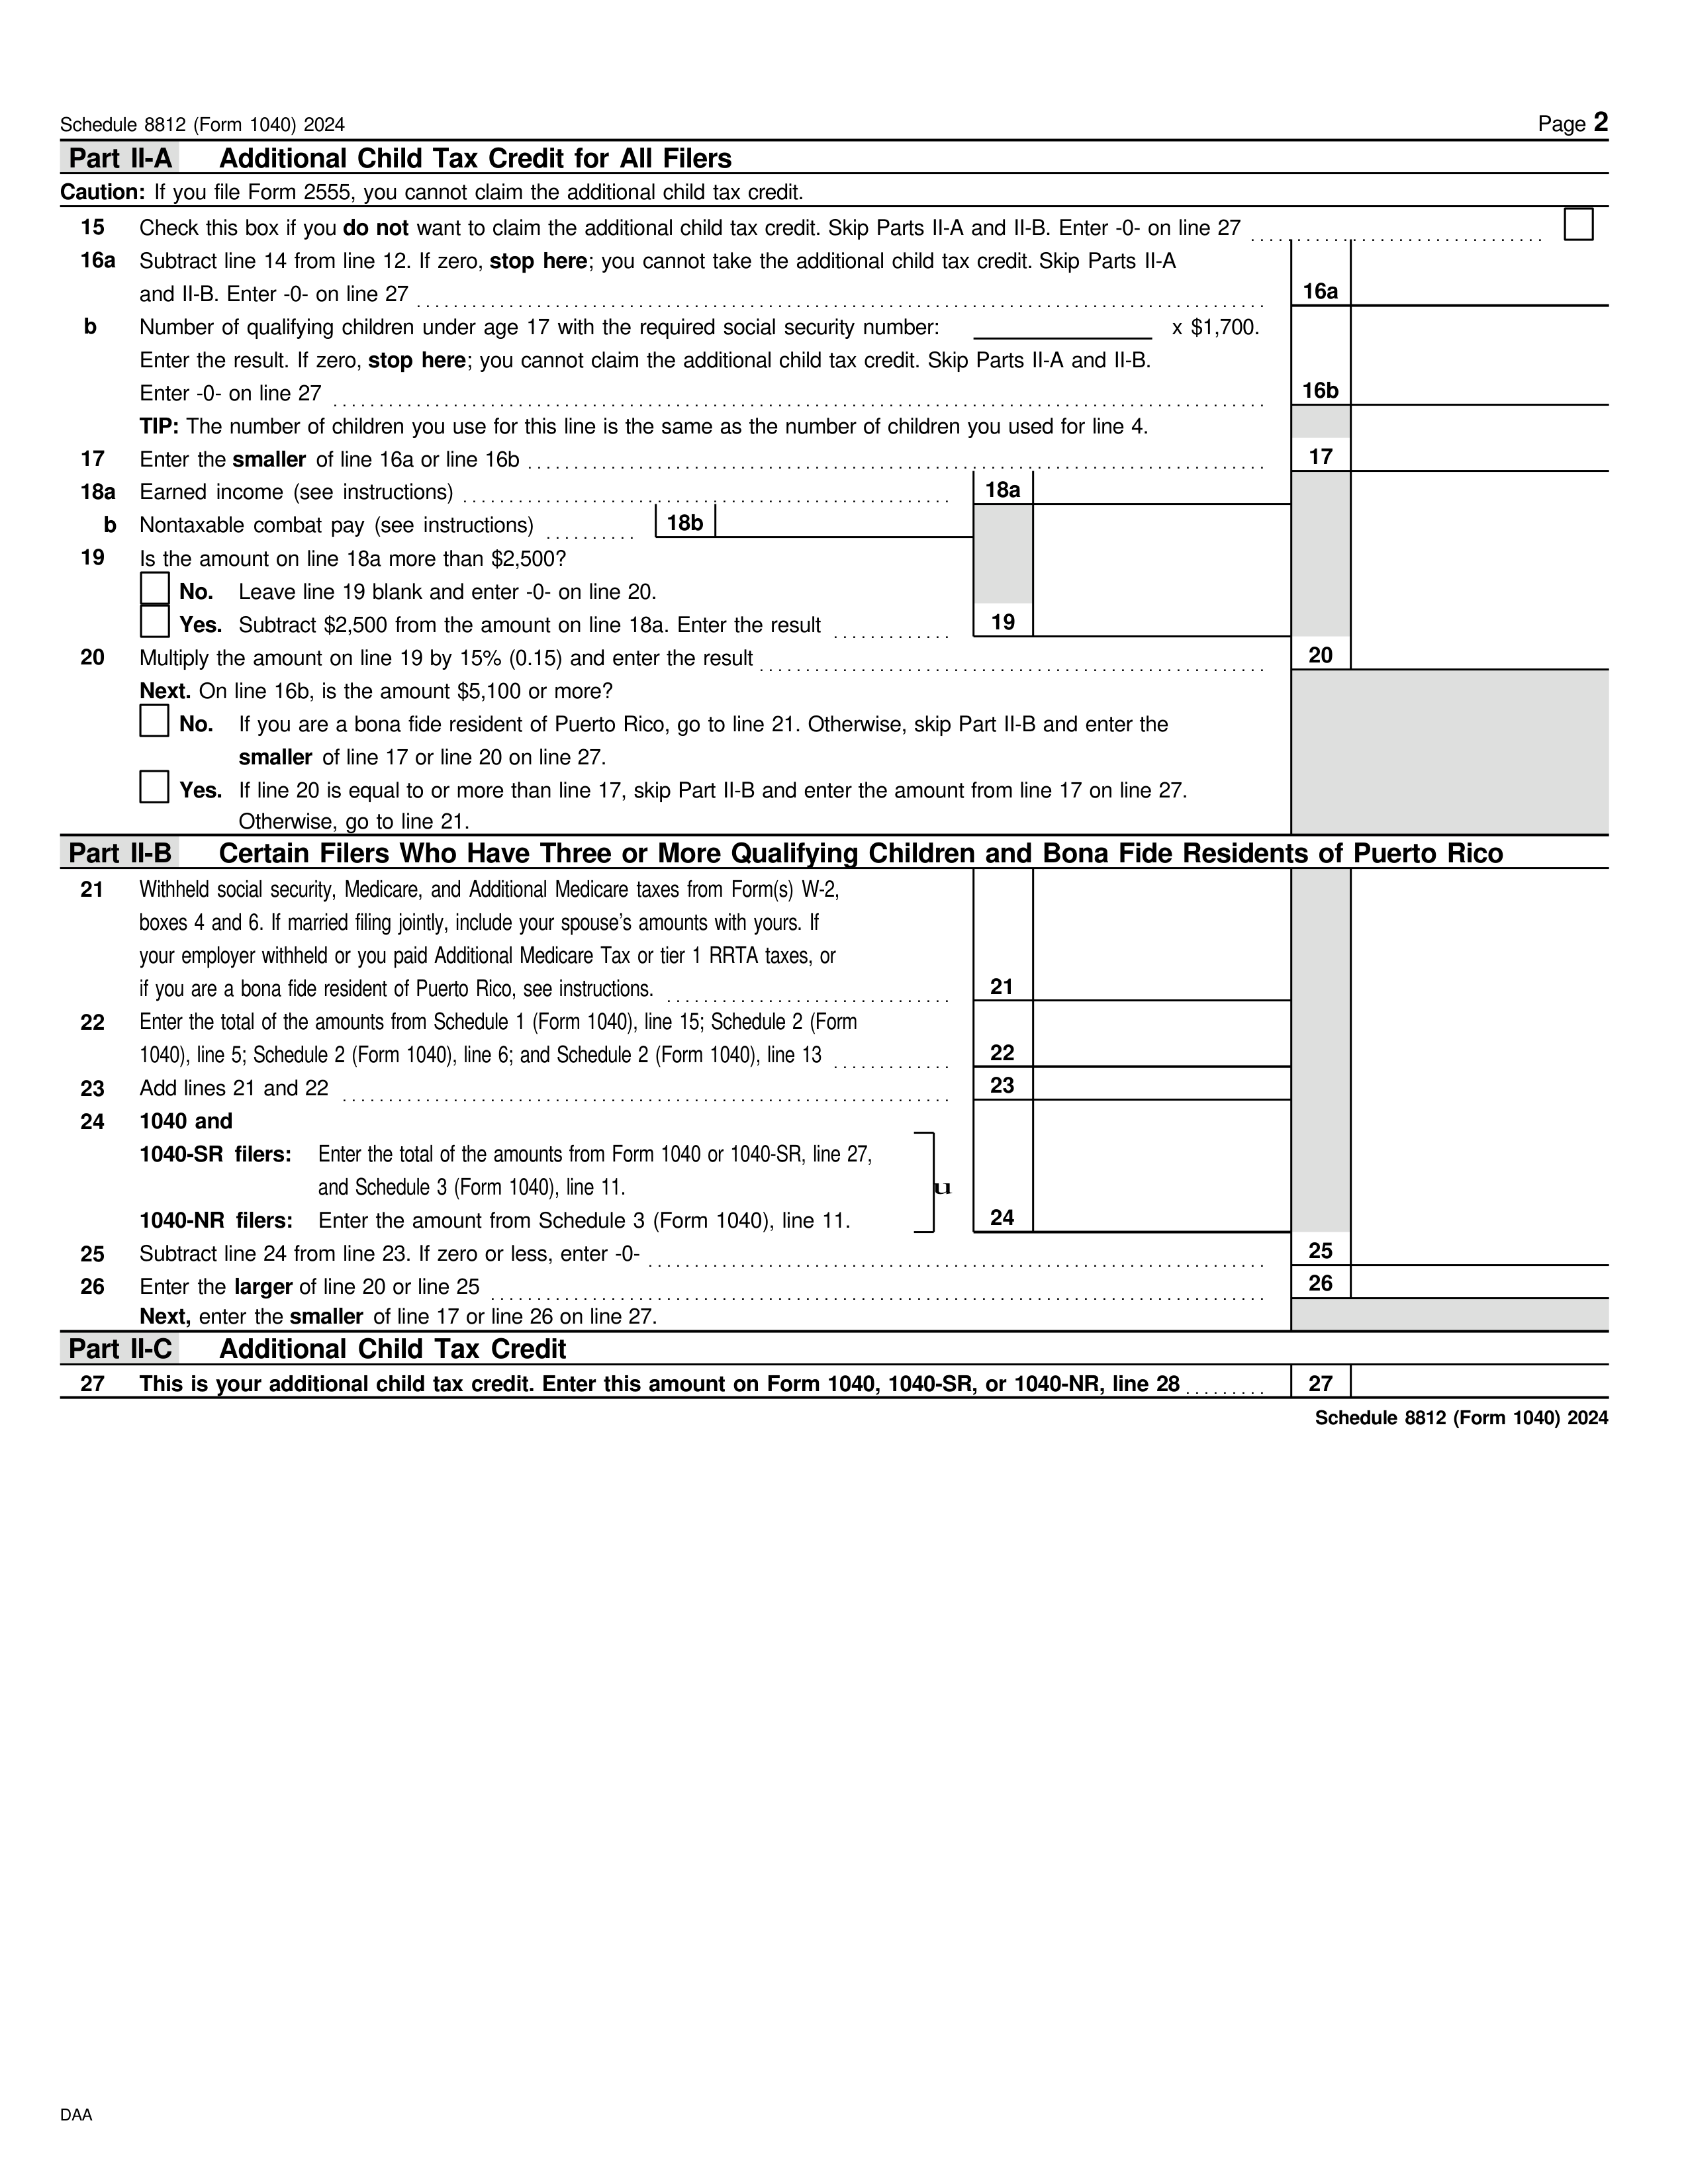 Schedule 8812 (Form 1040) 2024 Page 2
Part II-A Additional Child Tax Credit for All Filers
Caution: If you file Form 2555, you cannot claim the additional child tax credit.
15 Check this box if you do not want to claim the additional child tax credit. Skip Parts II-A and II-B. Enter -0- on line 27
16a Subtract line 14 from line 12. If zero, stop here; you cannot take the additional child tax credit. Skip Parts II-A
and II-B. Enter -0- on line 27 16a
b Number of qualifying children under age 17 with the required social security number: x $1,700.
Enter the result. If zero, stop here; you cannot claim the additional child tax credit. Skip Parts II-A and II-B.
Enter -0- on line 27 16b
TIP: The number of children you use for this line is the same as the number of children you used for line 4.
17 Enter the smaller of line 16a or line 16b 17
18a Earned income (see instructions) 18a
b Nontaxable combat pay (see instructions) 18b
19 Is the amount on line 18a more than $2,500?
No. Leave line 19 blank and enter -0- on line 20.
Yes. Subtract $2,500 from the amount on line 18a. Enter the result 19
20 Multiply the amount on line 19 by 15% (0.15) and enter the result 20
Next. On line 16b, is the amount $5,100 or more?
No. If you are a bona fide resident of Puerto Rico, go to line 21. Otherwise, skip Part II-B and enter the
smaller of line 17 or line 20 on line 27.
Yes. If line 20 is equal to or more than line 17, skip Part II-B and enter the amount from line 17 on line 27.
Otherwise, go to line 21.
Part II-B Certain Filers Who Have Three or More Qualifying Children and Bona Fide Residents of Puerto Rico
21 Withheld social security, Medicare, and Additional Medicare taxes from Form(s) W-2,
boxes 4 and 6. If married filing jointly, include your spouse's amounts with yours. If
your employer withheld or you paid Additional Medicare Tax or tier 1 RRTA taxes, or
if you are a bona fide resident of Puerto Rico, see instructions. 21
22 Enter the total of the amounts from Schedule 1 (Form 1040), line 15; Schedule 2 (Form
1040), line 5; Schedule 2 (Form 1040), line 6; and Schedule 2 (Form 1040), line 13 22
23 Add lines 21 and 22 23
24 1040 and
1040-SR filers: Enter the total of the amounts from Form 1040 or 1040-SR, line 27,
and Schedule 3 (Form 1040), line 11. u
1040-NR filers: Enter the amount from Schedule 3 (Form 1040), line 11. 24
25 Subtract line 24 from line 23. If zero or less, enter -0- 25
26 Enter the larger of line 20 or line 25 26
Next, enter the smaller of line 17 or line 26 on line 27.
Part II-C Additional Child Tax Credit
27 This is your additional child tax credit. Enter this amount on Form 1040, 1040-SR, or 1040-NR, line 28 27
Schedule 8812 (Form 1040) 2024
DAA